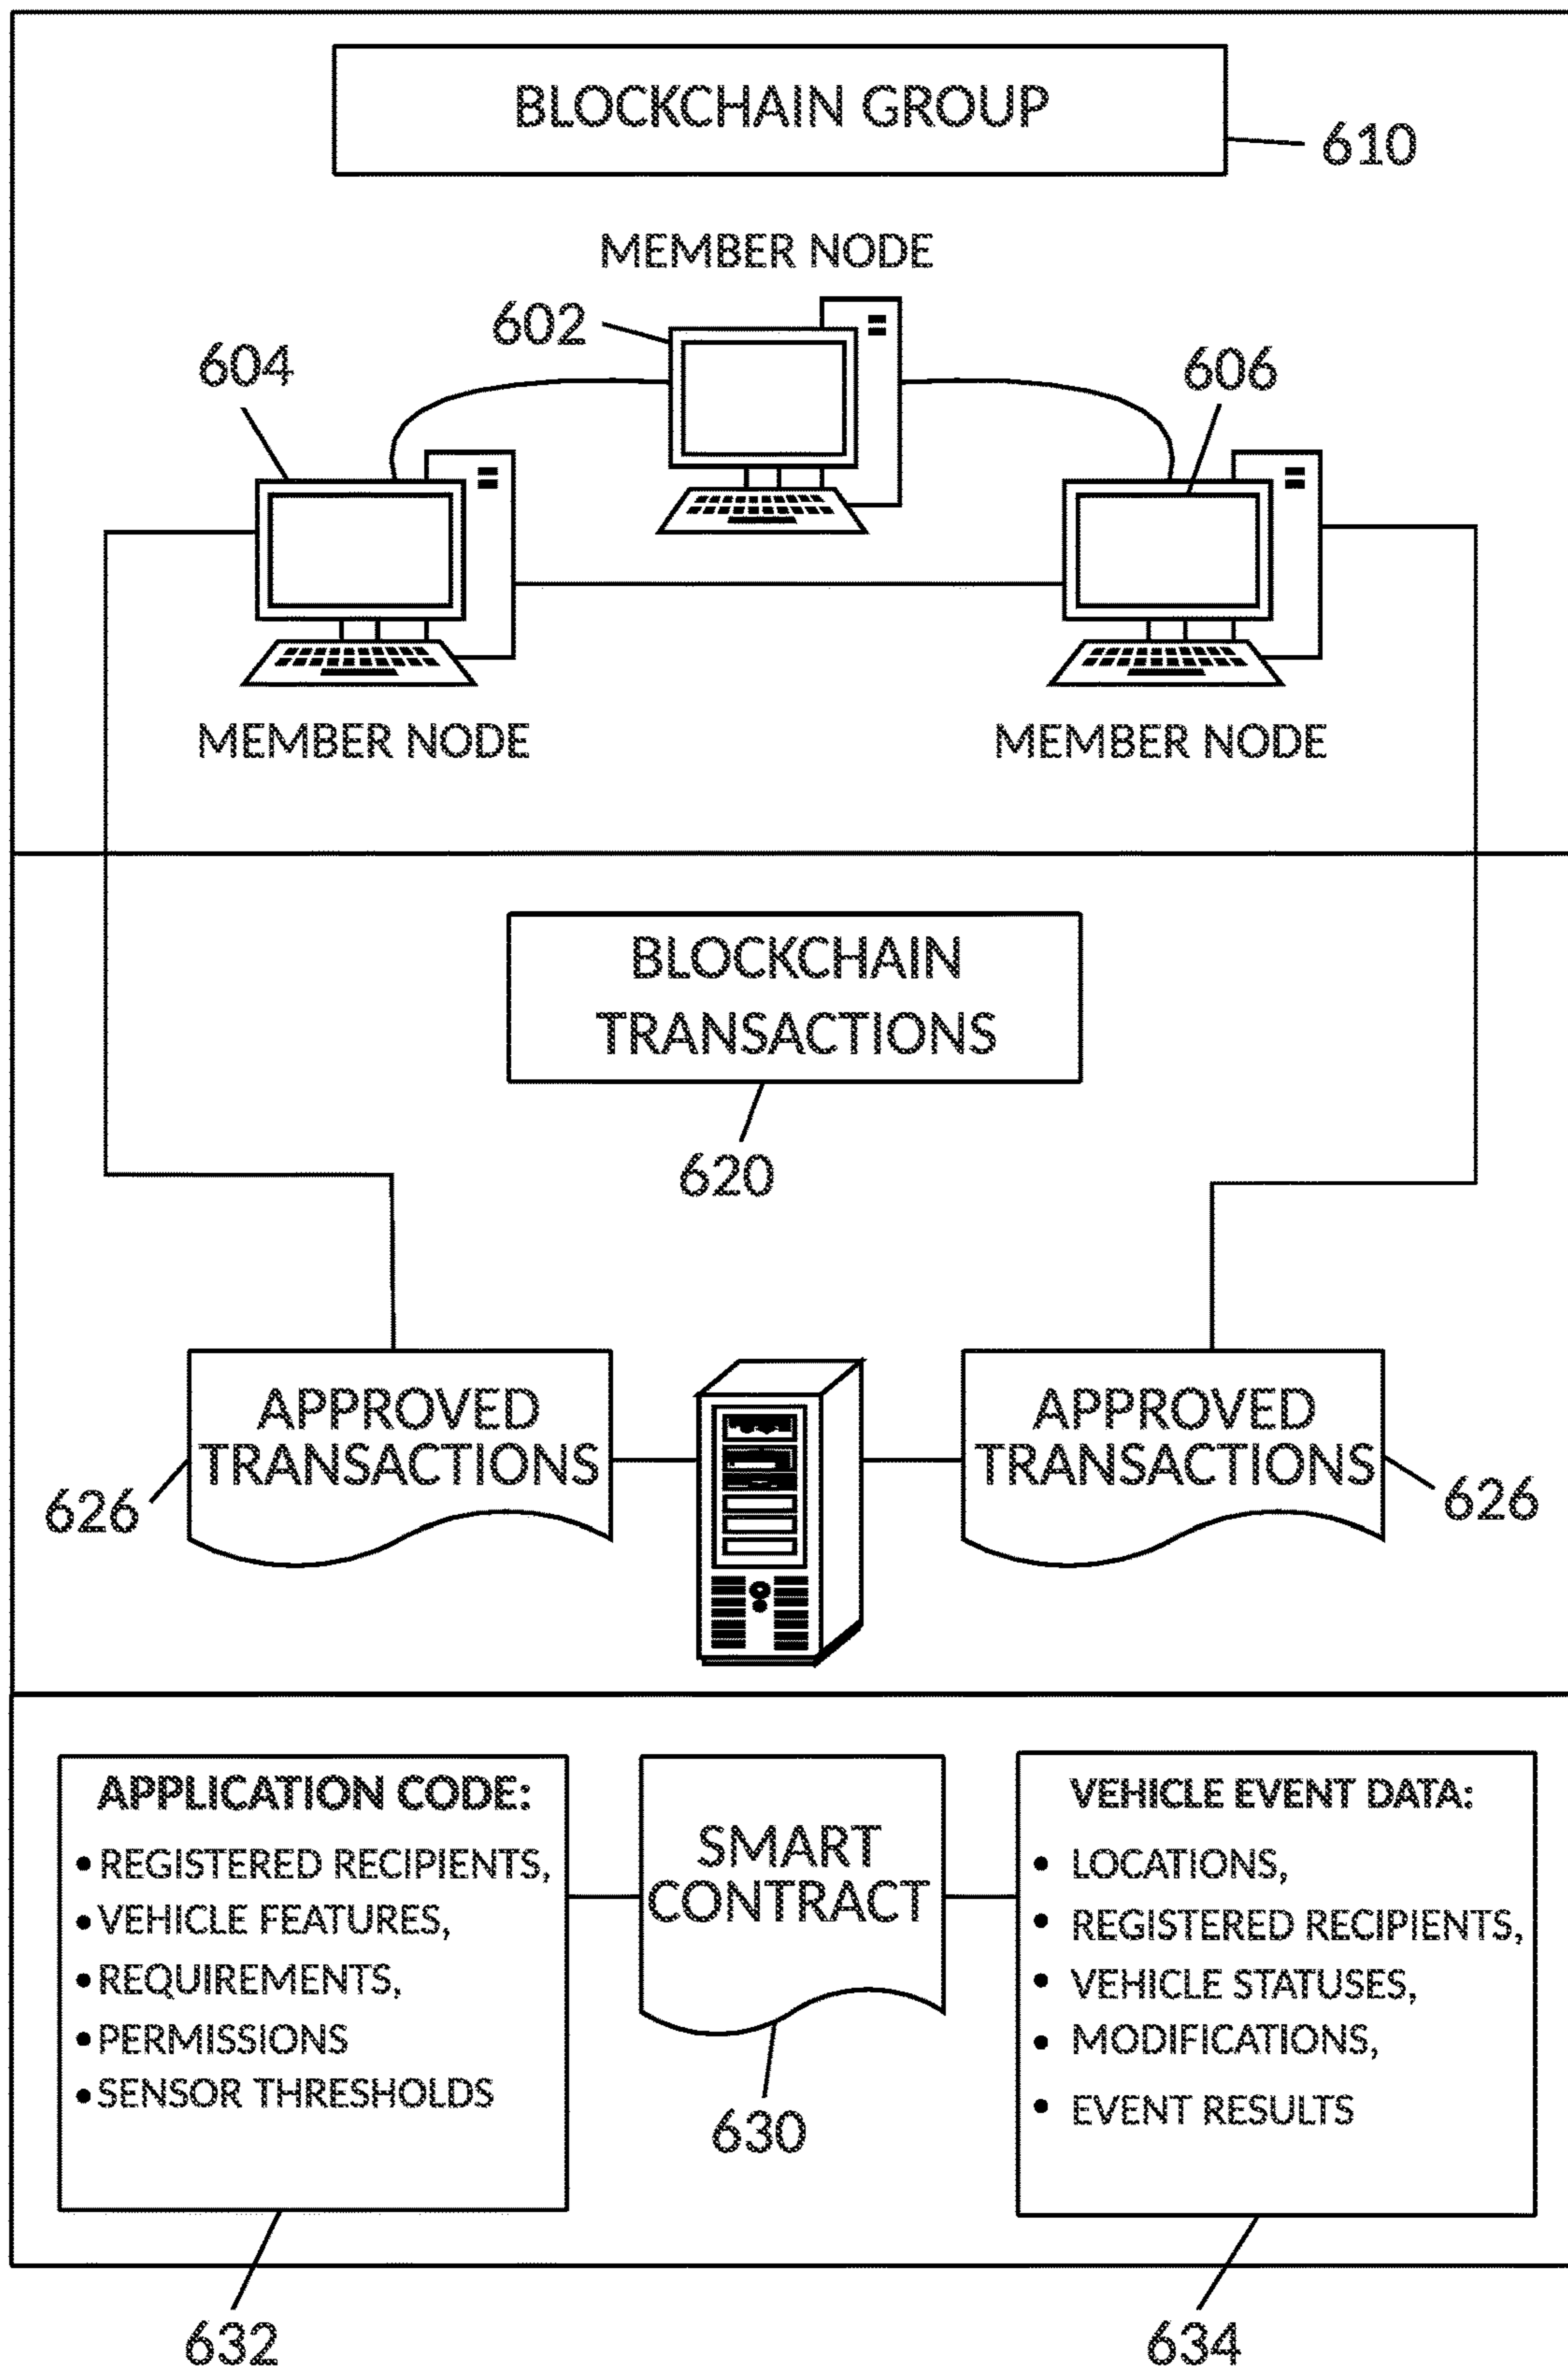 BLOCKCHAIN GROUP
610
MEMBER NODE
602
604
606
MEMBER NODE
MEMBER NODE
BLOCKCHAIN
TRANSACTIONS
620
APPROVED
TRANSACTIONS
626
APPROVED
TRANSACTIONS
626
APPLICATION CODE:
• REGISTERED RECIPIENTS,
• VEHICLE FEATURES,
• REQUIREMENTS,
• PERMISSIONS
• SENSOR THRESHOLDS
632
SMART
CONTRACT
630
VEHICLE EVENT DATA:
• LOCATIONS,
• REGISTERED RECIPIENTS,
• VEHICLE STATUSES,
• MODIFICATIONS,
• EVENT RESULTS
634